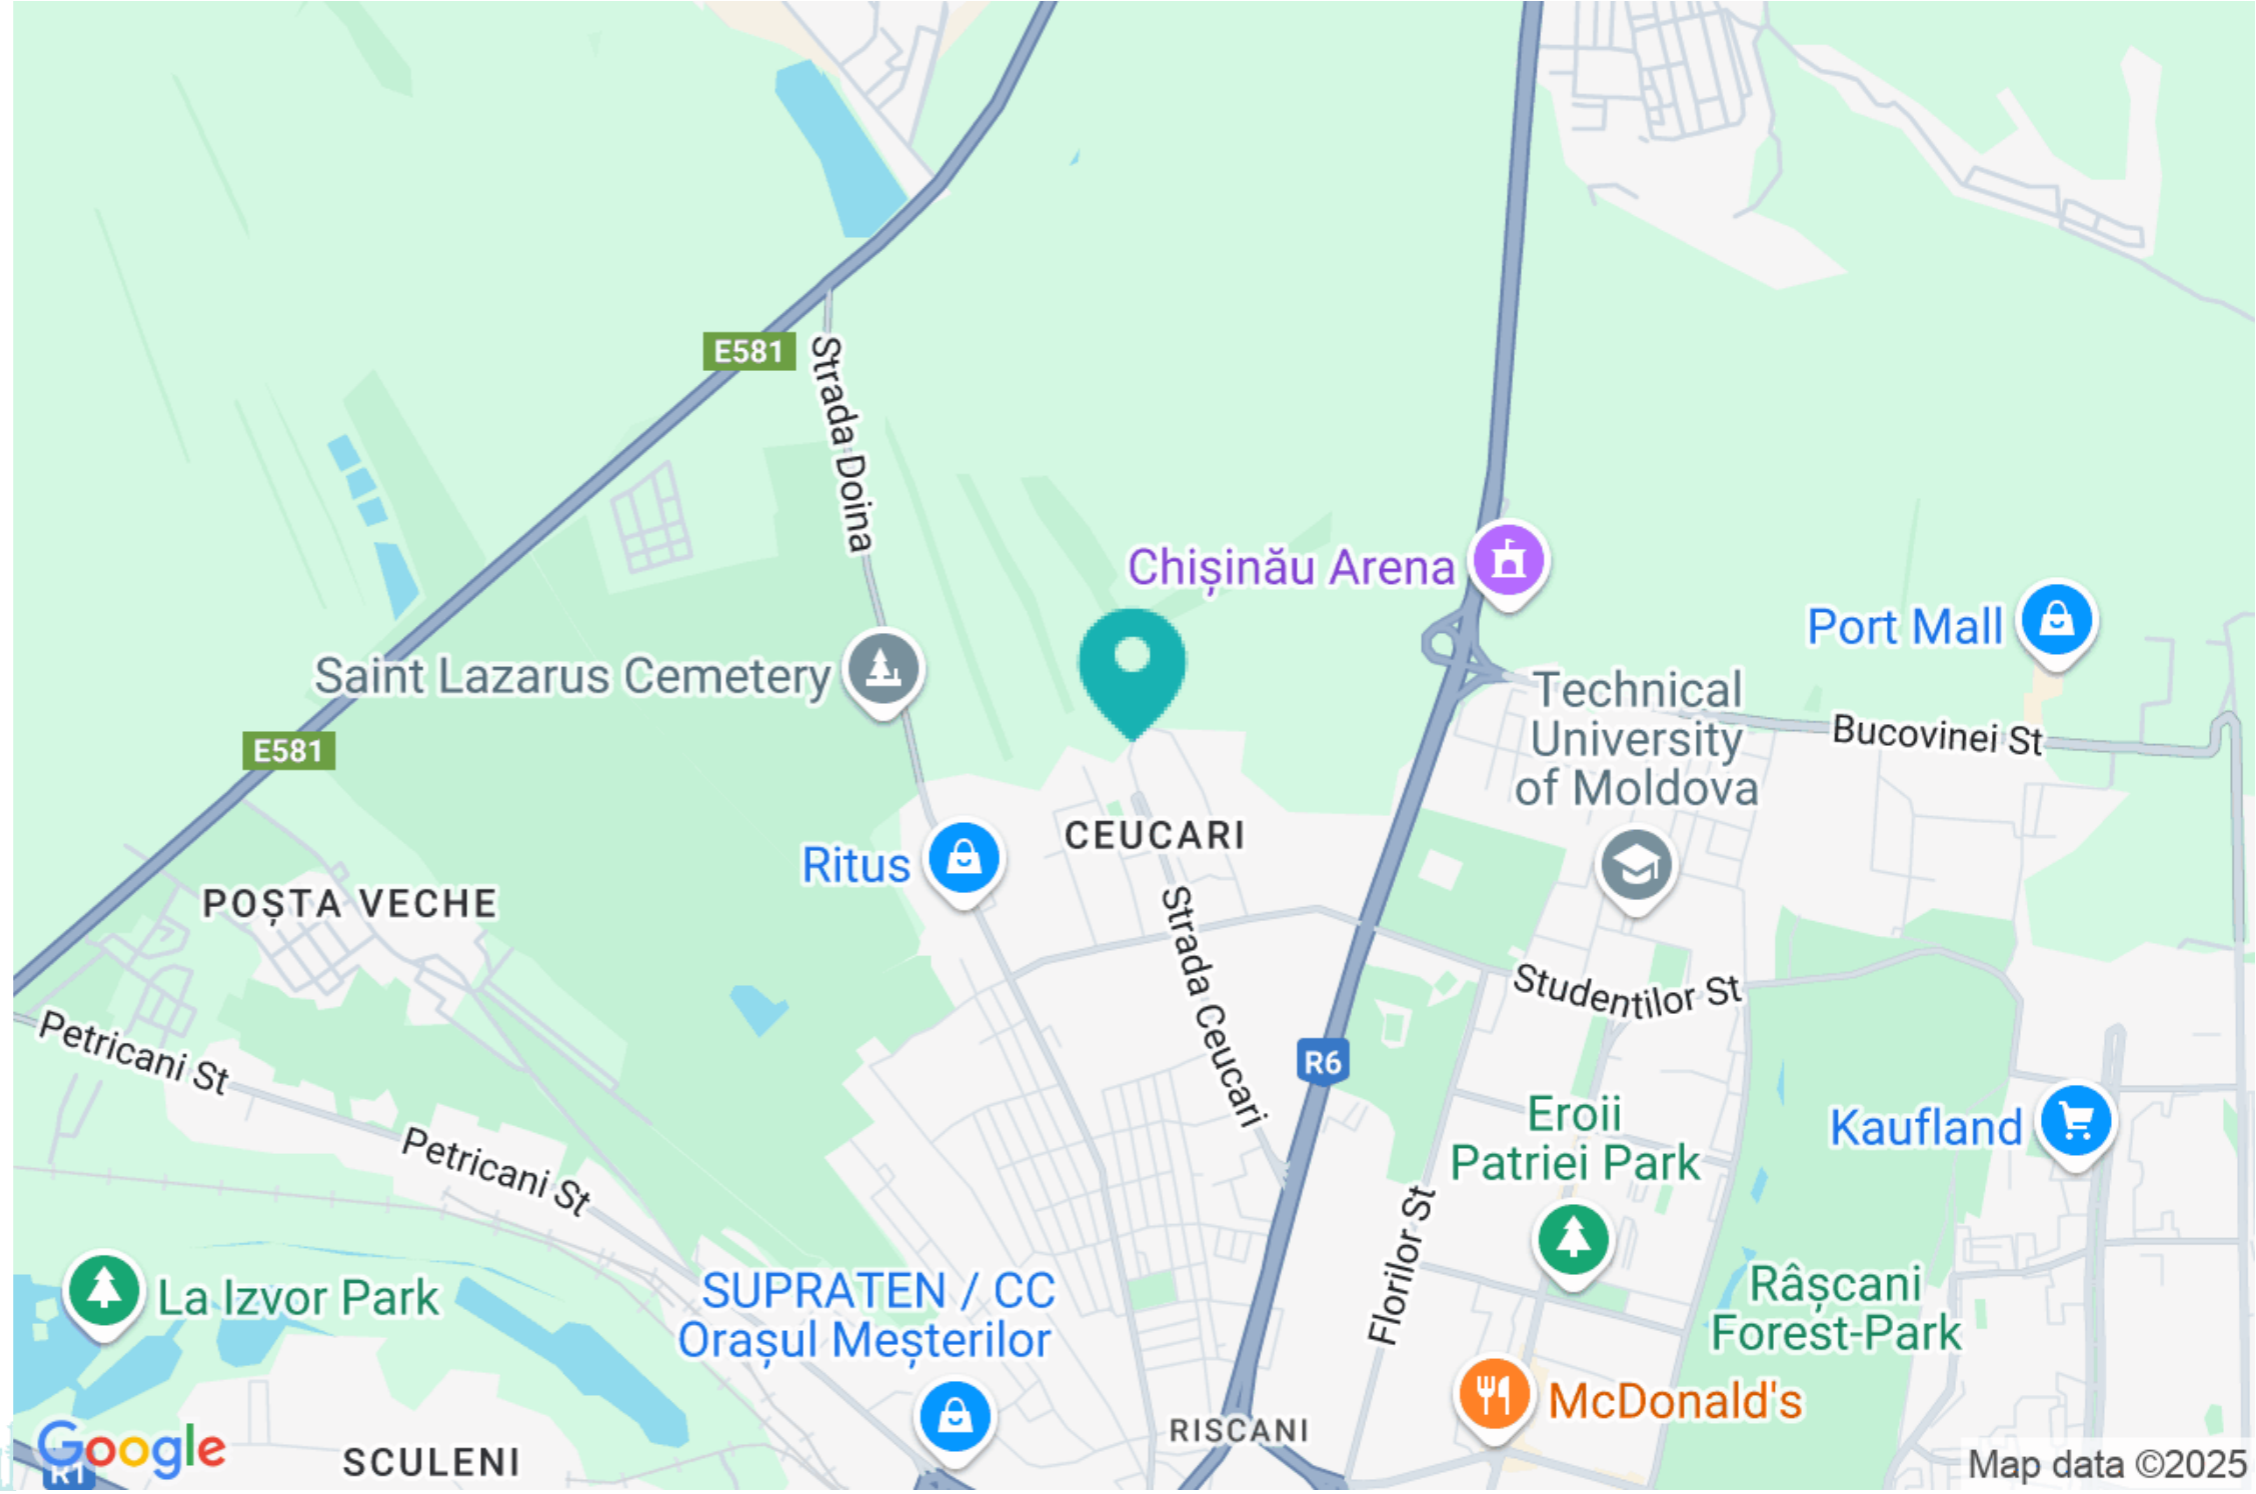 E581
Strada Doina
Chișinău Arena
Port Mall
Saint Lazarus Cemetery
Technical
University
of Moldova
Bucovinei St
E581
CEUCARI
Ritus
POȘTA VECHE
Strada Ceucari
Studentilor St
Petricani St
R6
Eroii
Patriei Park
Kaufland
Petricani St
Florilor St
La Izvor Park
SUPRATEN / CC
Orașul Meșterilor
Râșcani
Forest-Park
McDonald's
RISCANI
Google
R1
SCULENI
Map data ©2025